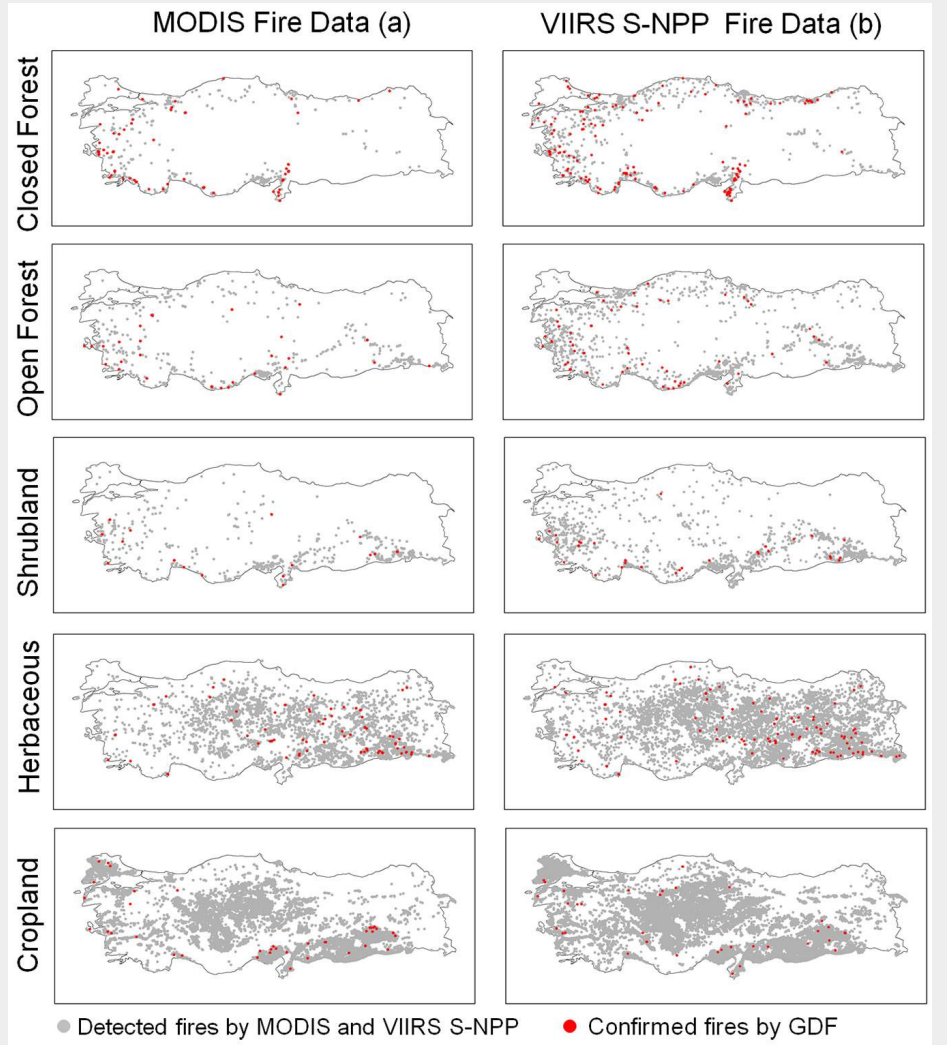 MODIS Fire Data (a)
VIIRS S-NPP Fire Data (b)
Closed Forest
Open Forest
Shrubland
Herbaceous
Cropland
Detected fires by MODIS and VIIRS S-NPP
Confirmed fires by GDF